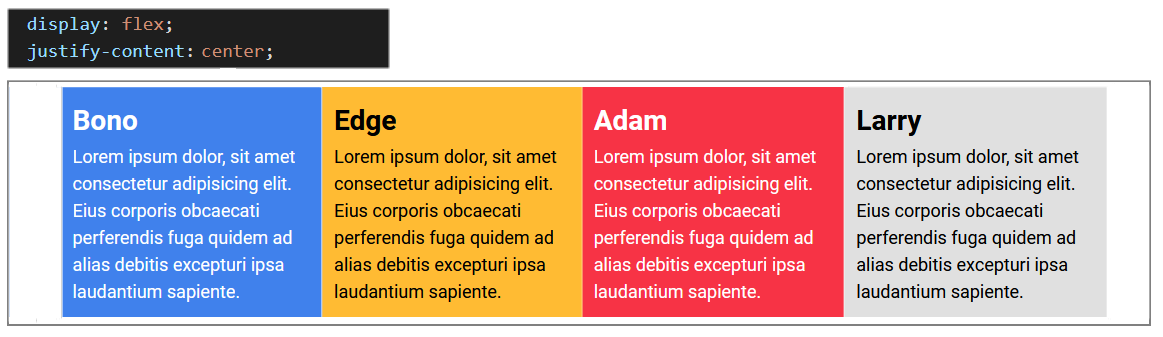 display: flex;
justify-content: center;
Bono
Lorem ipsum dolor, sit amet
consectetur adipisicing elit.
Eius corporis obcaecati
perferendis fuga quidem ad
alias debitis excepturi ipsa
laudantium sapiente.
Edge
Lorem ipsum dolor, sit amet
consectetur adipisicing elit.
Eius corporis obcaecati
perferendis fuga quidem ad
alias debitis excepturi ipsa
laudantium sapiente.
Adam
Lorem ipsum dolor, sit amet
consectetur adipisicing elit.
Eius corporis obcaecati
perferendis fuga quidem ad
alias debitis excepturi ipsa
laudantium sapiente.
Larry
Lorem ipsum dolor, sit amet
consectetur adipisicing elit.
Eius corporis obcaecati
perferendis fuga quidem ad
alias debitis excepturi ipsa
laudantium sapiente.